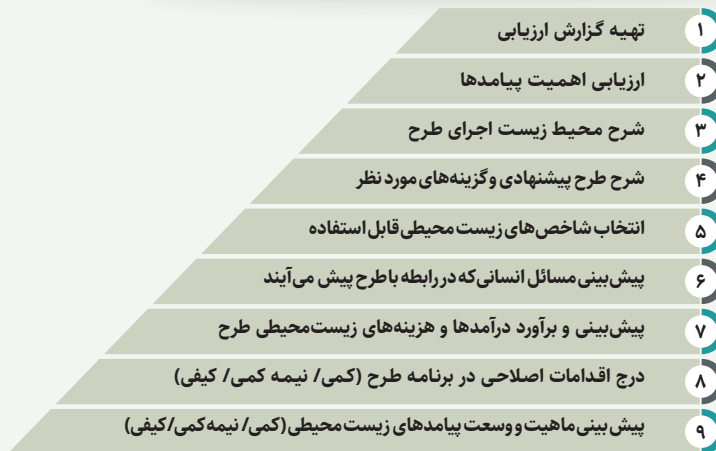 ۱ تهیه گزارش ارزیابی
۲ ارزیابی اهمیت پیامدها
۳ شرح محیط زیست اجرای طرح
۴ شرح طرح پیشنهادی و گزینه‌های مورد نظر
۵ انتخاب شاخص‌های زیست محیطی قابل استفاده
۶ پیش‌بینی مسائل انسانی که در رابطه با طرح پیش می‌آیند
۷ پیش‌بینی و برآورد درآمدها و هزینه‌های زیست‌محیطی طرح
۸ درج اقدامات اصلاحی در برنامه طرح (کمی/ نیمه کمی/ کیفی)
۹ پیش‌بینی ماهیت و وسعت پیامدهای زیست‌محیطی (کمی/ نیمه کمی/ کیفی)